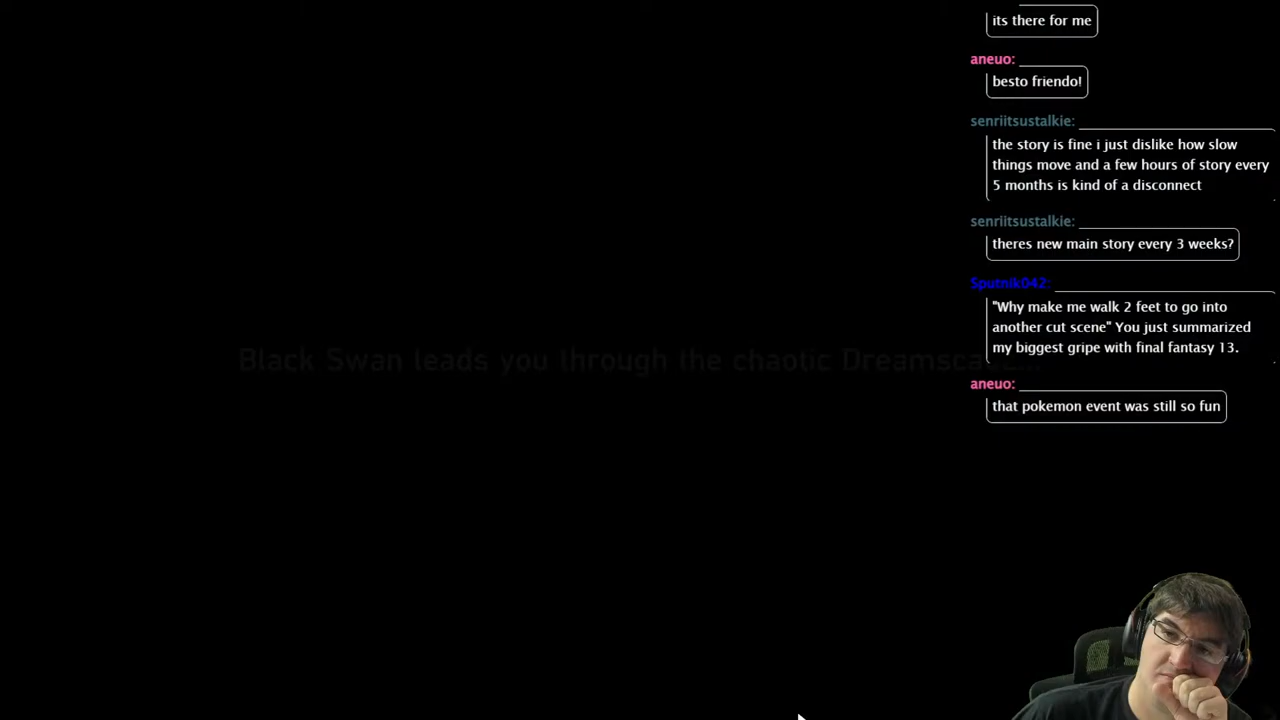 its there for me
aneuo:
besto friendo!
senriitsustalkie:
the story is fine i just dislike how slow
things move and a few hours of story every
5 months is kind of a disconnect
senriitsustalkie:
theres new main story every 3 weeks?
Sputnik042:
"Why make me walk 2 feet to go into
another cut scene" You just summarized
my biggest gripe with final fantasy 13.
Black Swan leads you through the chaotic Dreamscape...
aneuo:
that pokemon event was still so fun